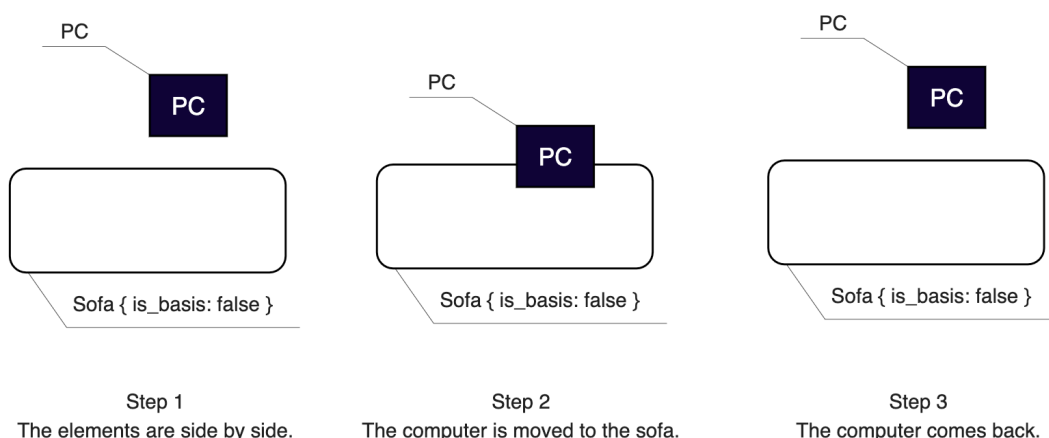 PC
PC
Sofa { is_basis: false }
Step 1
The elements are side by side.
PC
PC
Sofa { is_basis: false }
Step 2
The computer is moved to the sofa.
PC
PC
Sofa { is_basis: false }
Step 3
The computer comes back.